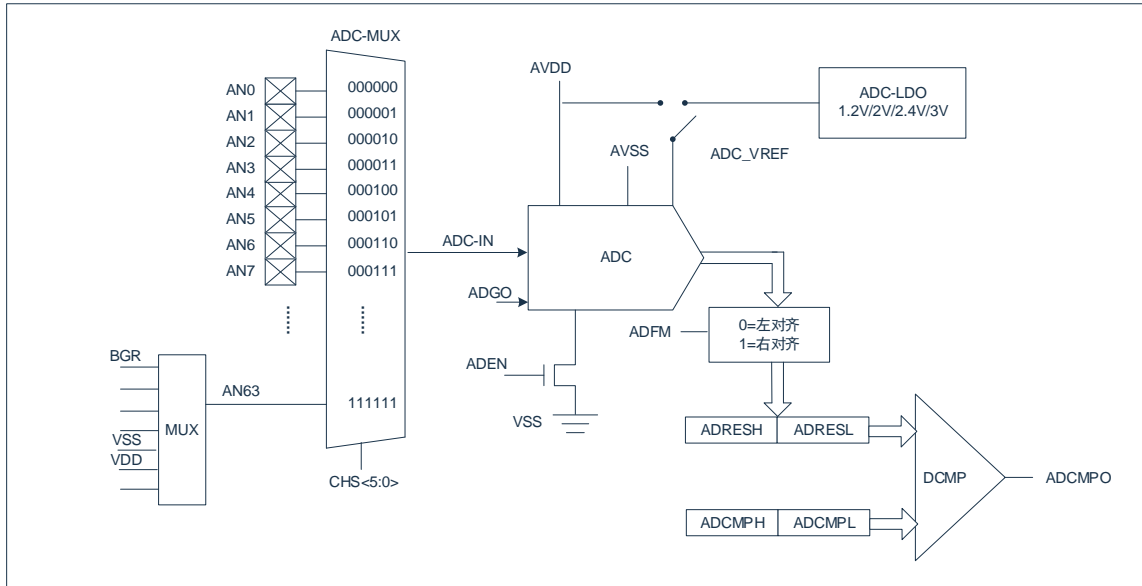 ADC-MUX
AN0
000000
AN1
000001
AN2
000010
AN3
000011
AN4
000100
AN5
000101
AN6
000110
AN7
000111
BGR
VSS
VDD
MUX
AN63
111111
CHS<5:0>
AVDD
AVSS
ADC_VREF
ADC-LDO
1.2V/2V/2.4V/3V
ADC-IN
ADC
ADGO
ADEN
VSS
ADFM
0=左对齐
1=右对齐
ADRESH
ADRESL
ADCMPH
ADCMPL
DCMP
ADCMPO